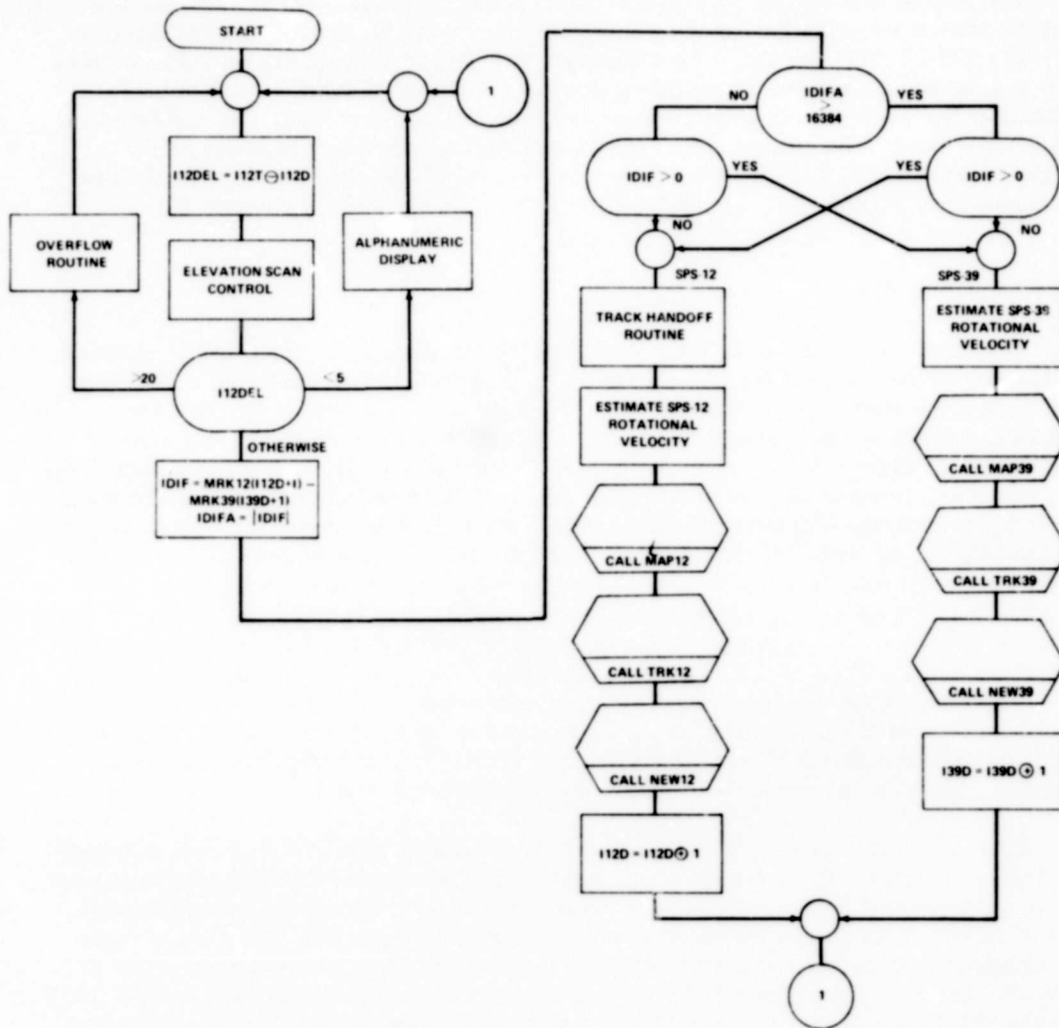 START
1
I12DEL = I12T ⊖ I12D
OVERFLOW
ROUTINE
ELEVATION SCAN
CONTROL
ALPHANUMERIC
DISPLAY
>20
I12DEL
<5
OTHERWISE
IDIF = MRK12(I12D+I) –
MRK39(I39D+1)
IDIFA = |IDIF|
IDIFA
>
16384
NO
YES
IDIF > 0
YES
YES
IDIF > 0
NO
NO
SPS-12
SPS-39
TRACK HANDOFF
ROUTINE
ESTIMATE SPS-12
ROTATIONAL
VELOCITY
CALL MAP12
CALL TRK12
CALL NEW12
I12D = I12D ⊕ 1
ESTIMATE SPS-39
ROTATIONAL
VELOCITY
CALL MAP39
CALL TRK39
CALL NEW39
I39D = I39D ⊕ 1
1